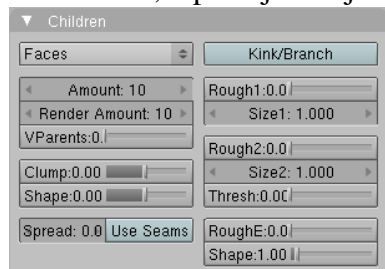 Children
Faces
Kink/Branch
Amount: 10
Render Amount: 10
VParents:0.
Clump:0.00
Shape:0.00
Spread: 0.0 Use Seams
Rough1:0.0
Size1: 1.000
Rough2:0.0
Size2: 1.000
Thresh:0.00
RoughE:0.0
Shape:1.00